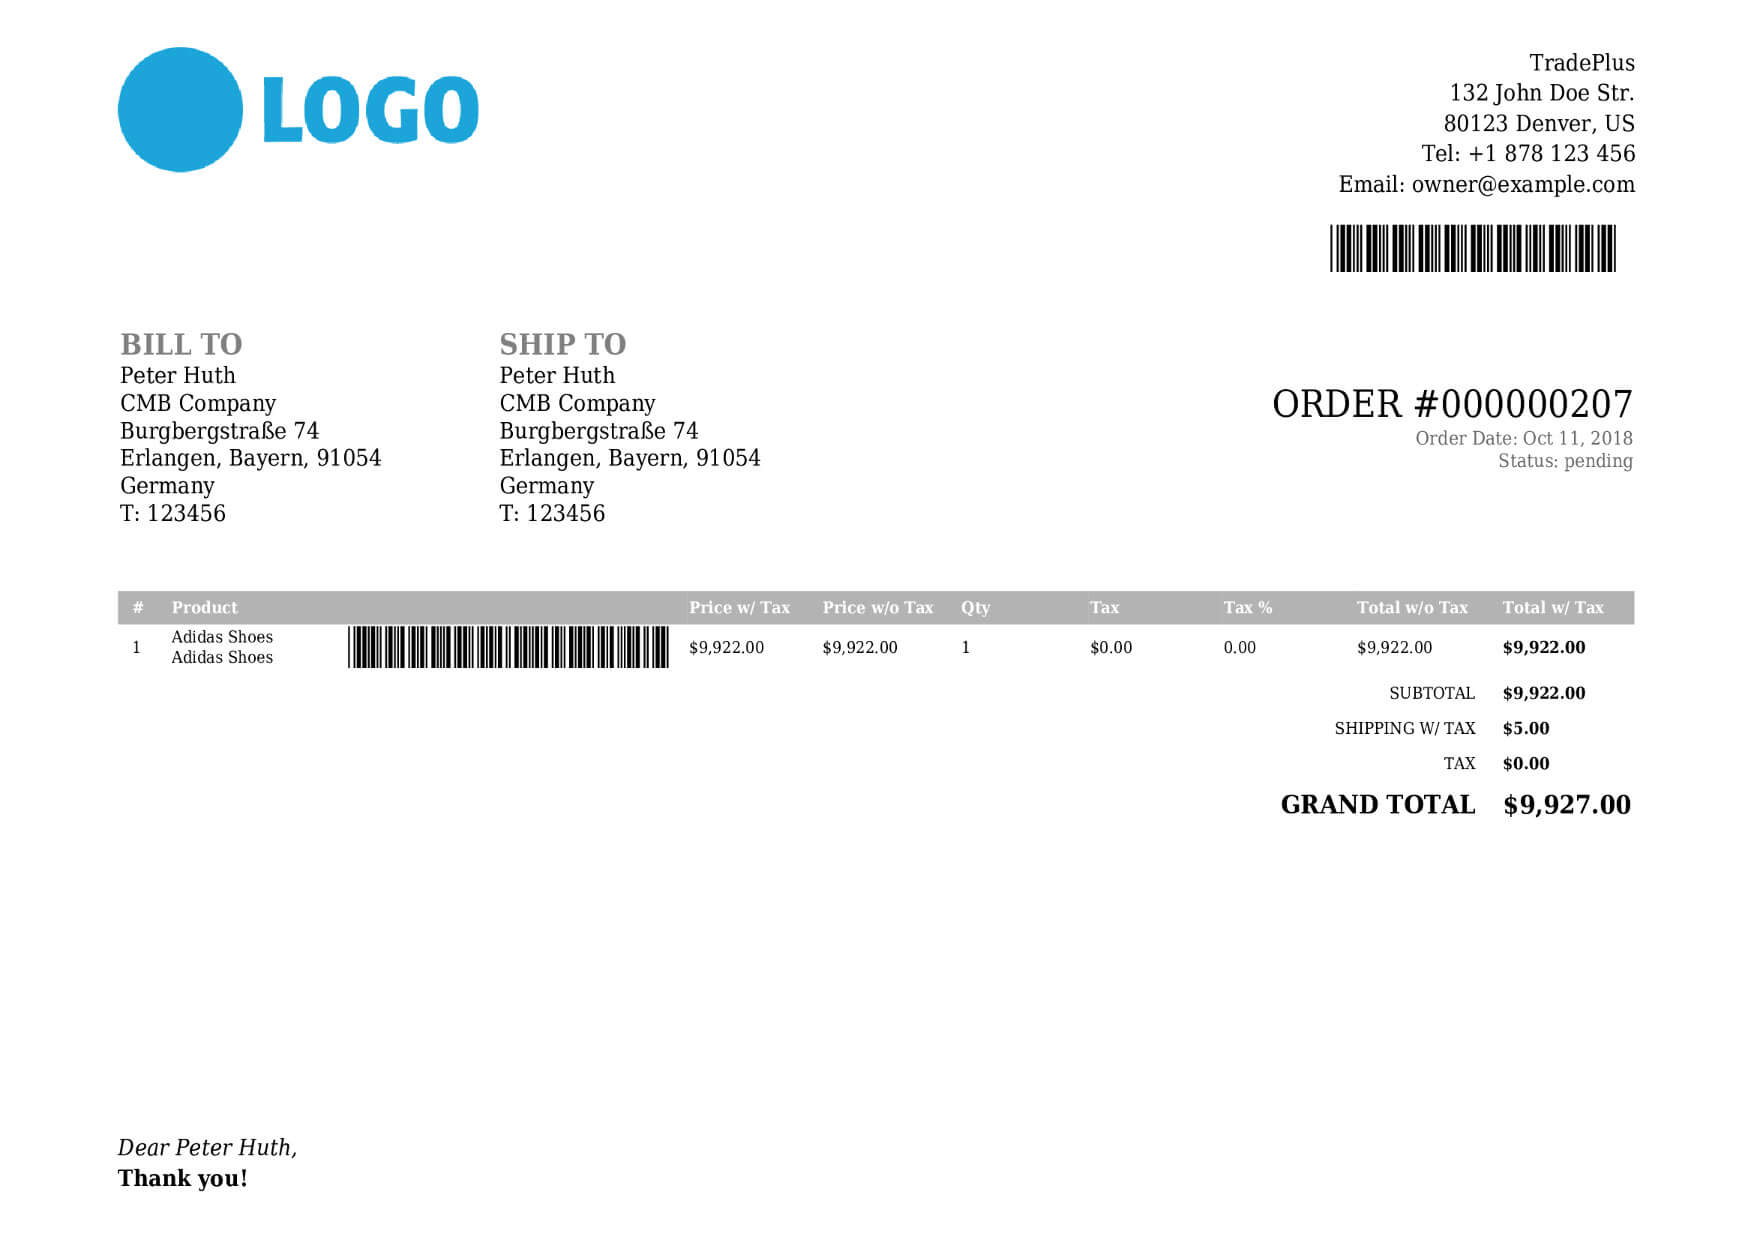 LOGO
TradePlus
132 John Doe Str.
80123 Denver, US
Tel: +1 878 123 456
Email: owner@example.com
BILL TO
Peter Huth
CMB Company
Burgbergstraße 74
Erlangen, Bayern, 91054
Germany
T: 123456
SHIP TO
Peter Huth
CMB Company
Burgbergstraße 74
Erlangen, Bayern, 91054
Germany
T: 123456
ORDER #000000207
Order Date: Oct 11, 2018
Status: pending
# Product Price w/ Tax Price w/o Tax Qty Tax Tax % Total w/o Tax Total w/ Tax
1 Adidas Shoes $9,922.00 $9,922.00 1 $0.00 0.00 $9,922.00 $9,922.00
Adidas Shoes
SUBTOTAL $9,922.00
SHIPPING W/ TAX $5.00
TAX $0.00
GRAND TOTAL $9,927.00
Dear Peter Huth,
Thank you!